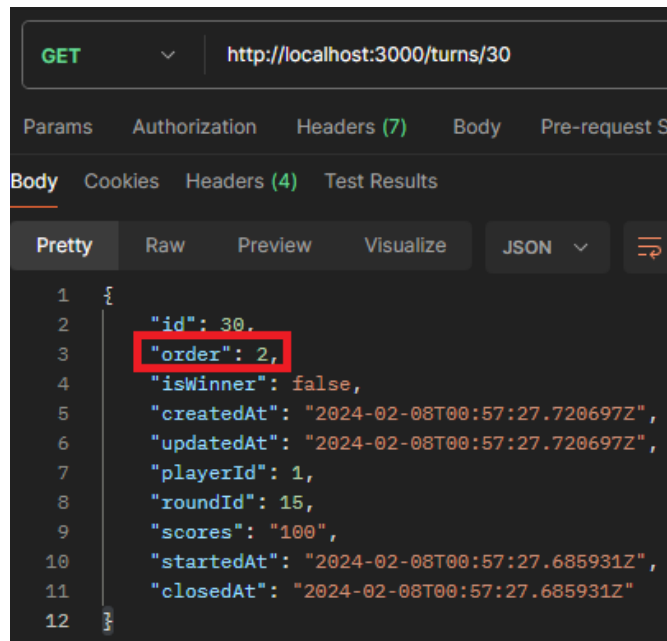 GET http://localhost:3000/turns/30
Params Authorization Headers (7) Body Pre-request S
Body Cookies Headers (4) Test Results
Pretty Raw Preview Visualize JSON
1 {
2 "id": 30,
3 "order": 2,
4 "isWinner": false,
5 "createdAt": "2024-02-08T00:57:27.720697Z",
6 "updatedAt": "2024-02-08T00:57:27.720697Z",
7 "playerId": 1,
8 "roundId": 15,
9 "scores": "100",
10 "startedAt": "2024-02-08T00:57:27.685931Z",
11 "closedAt": "2024-02-08T00:57:27.685931Z"
12 }